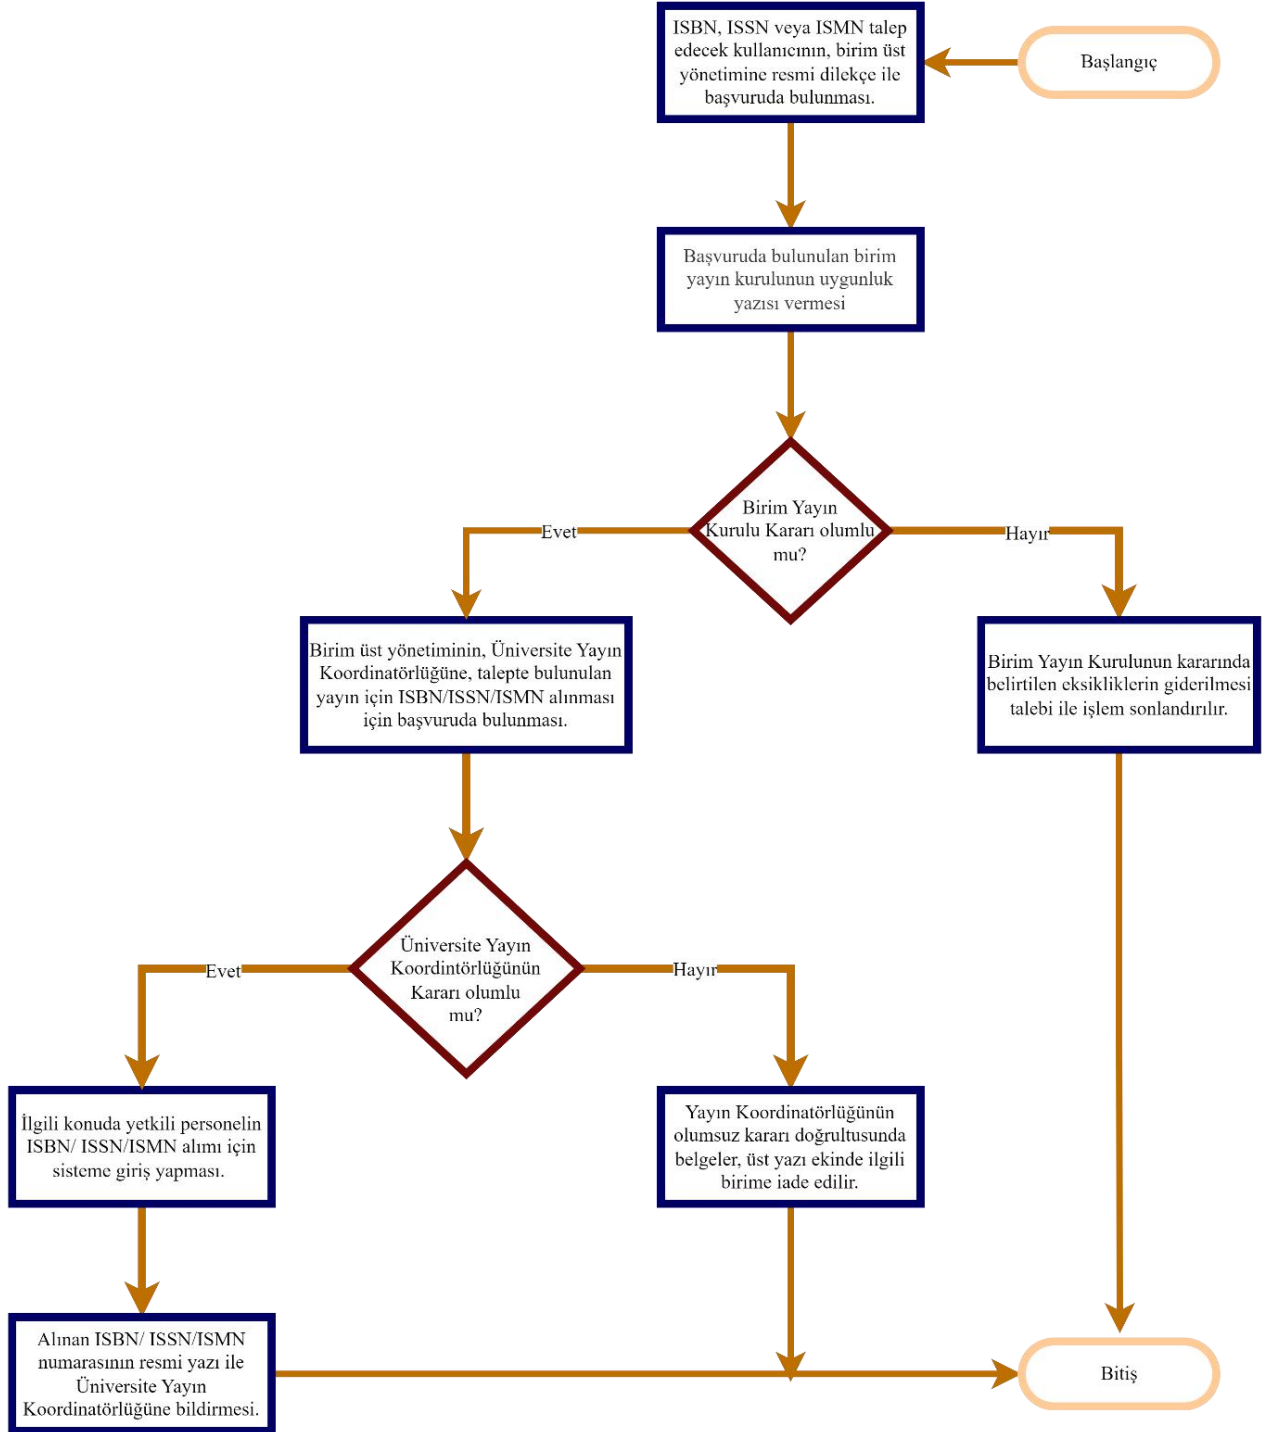 ISBN, ISSN veya ISMN talep
edecek kullanıcının, birim üst
yönetimine resmi dilekçe ile
başvuruda bulunması.
Başlangıç
Başvuruda bulunulan birim
yayın kurulunun uygunluk
yazısı vermesi
Birim Yayın
Kurulu Kararı olumlu
mu?
Evet
Hayır
Birim üst yönetiminin, Üniversite Yayın
Koordinatörlüğüne, talepte bulunulan
yayın için ISBN/ISSN/ISMN alınması
için başvuruda bulunması.
Birim Yayın Kurulunun kararında
belirtilen eksikliklerin giderilmesi
talebi ile işlem sonlandırılır.
Üniversite Yayın
Koordintörlüğünün
Kararı olumlu
mu?
Evet
Hayır
İlgili konuda yetkili personelin
ISBN/ ISSN/ISMN alımı için
sisteme giriş yapması.
Yayın Koordinatörlüğünün
olumsuz kararı doğrultusunda
belgeler, üst yazı ekinde ilgili
birime iade edilir.
Alınan ISBN/ ISSN/ISMN
numarasının resmi yazı ile
Üniversite Yayın
Koordinatörlüğüne bildirmesi.
Bitiş